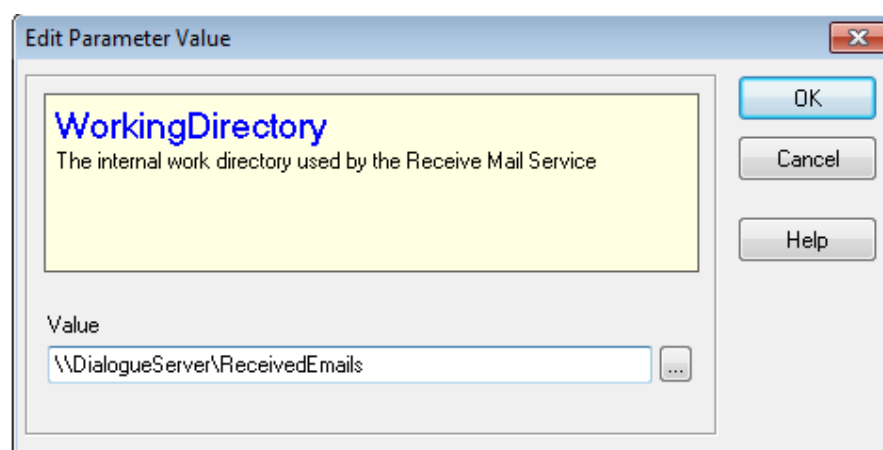 Edit Parameter Value
WorkingDirectory
The internal work directory used by the Receive Mail Service
OK
Cancel
Help
Value
\\DialogueServer\ReceivedEmails
...